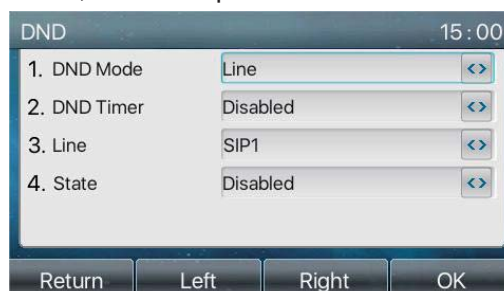 DND 15:00
1. DND Mode Line <>
2. DND Timer Disabled <>
3. Line SIP1 <>
4. State Disabled <>
Return Left Right OK